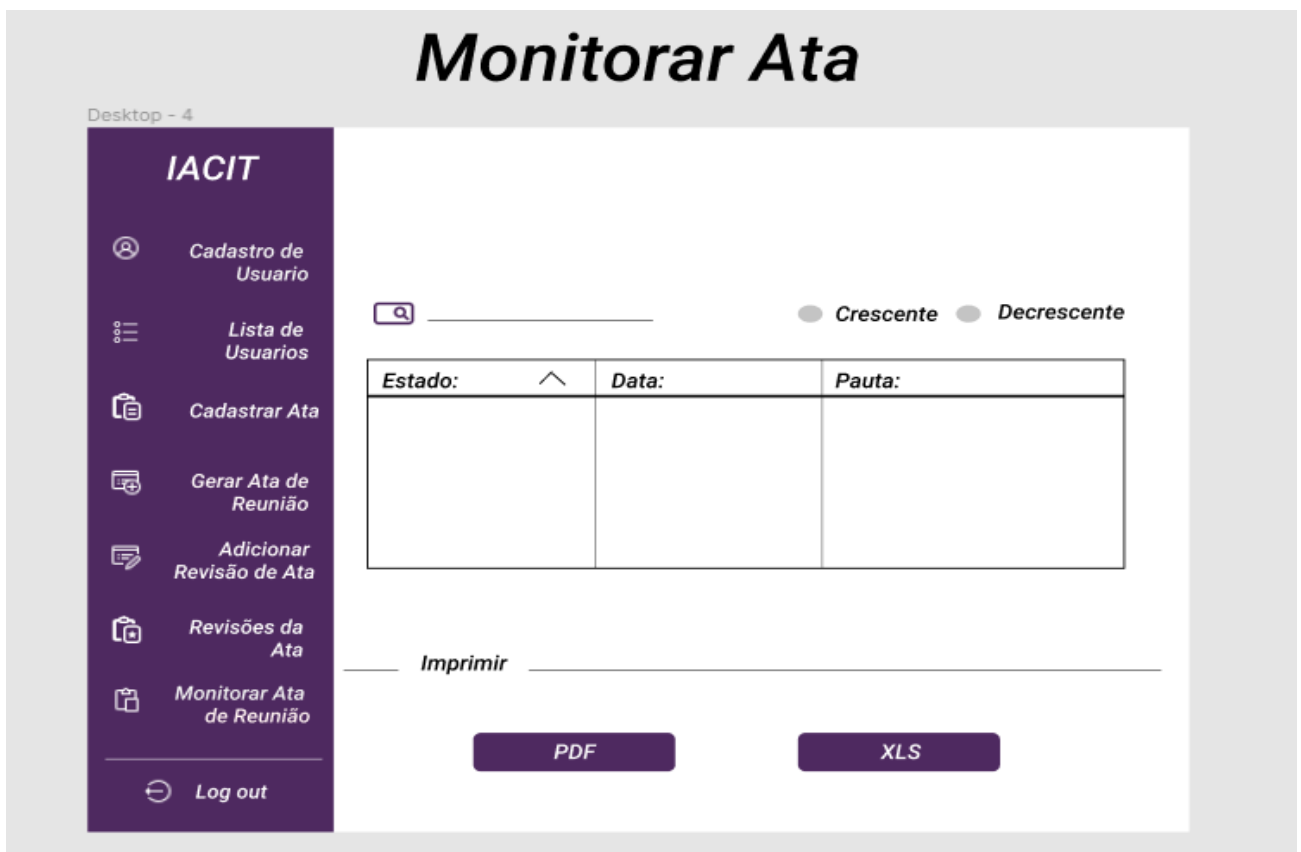 Monitorar Ata
Desktop - 4
IACIT
Cadastro de
Usuario
Lista de
Usuarios
Cadastrar Ata
Gerar Ata de
Reunião
Adicionar
Revisão de Ata
Revisões da
Ata
Monitorar Ata
de Reunião
Log out
Crescente Decrescente
Estado: Data: Pauta:
Imprimir
PDF XLS